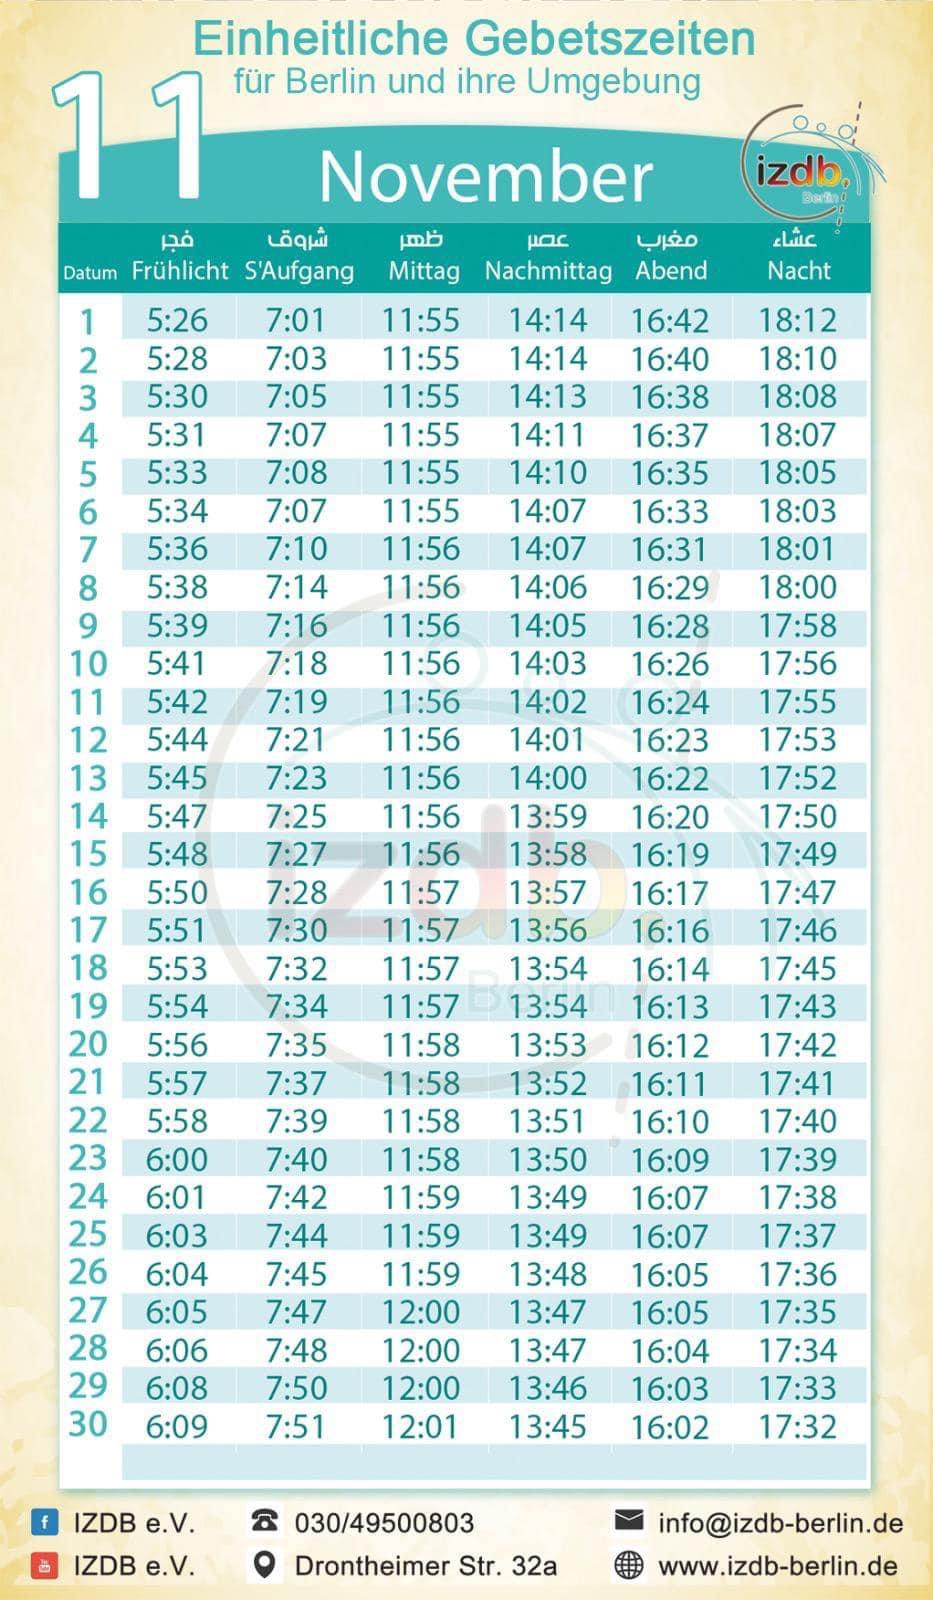 Einheitliche Gebetszeiten
für Berlin und ihre Umgebung
11
November
izdb.
Berlin
فجر شروق ظهر عصر مغرب عشاء
Datum Frühlicht S'Aufgang Mittag Nachmittag Abend Nacht
1 5:26 7:01 11:55 14:14 16:42 18:12
2 5:28 7:03 11:55 14:14 16:40 18:10
3 5:30 7:05 11:55 14:13 16:38 18:08
4 5:31 7:07 11:55 14:11 16:37 18:07
5 5:33 7:08 11:55 14:10 16:35 18:05
6 5:34 7:07 11:55 14:07 16:33 18:03
7 5:36 7:10 11:56 14:07 16:31 18:01
8 5:38 7:14 11:56 14:06 16:29 18:00
9 5:39 7:16 11:56 14:05 16:28 17:58
10 5:41 7:18 11:56 14:03 16:26 17:56
11 5:42 7:19 11:56 14:02 16:24 17:55
12 5:44 7:21 11:56 14:01 16:23 17:53
13 5:45 7:23 11:56 14:00 16:22 17:52
14 5:47 7:25 11:56 13:59 16:20 17:50
15 5:48 7:27 11:56 13:58 16:19 17:49
16 5:50 7:28 11:57 13:57 16:17 17:47
17 5:51 7:30 11:57 13:56 16:16 17:46
18 5:53 7:32 11:57 13:54 16:14 17:45
19 5:54 7:34 11:57 13:54 16:13 17:43
20 5:56 7:35 11:58 13:53 16:12 17:42
21 5:57 7:37 11:58 13:52 16:11 17:41
22 5:58 7:39 11:58 13:51 16:10 17:40
23 6:00 7:40 11:58 13:50 16:09 17:39
24 6:01 7:42 11:59 13:49 16:07 17:38
25 6:03 7:44 11:59 13:49 16:07 17:37
26 6:04 7:45 11:59 13:48 16:05 17:36
27 6:05 7:47 12:00 13:47 16:05 17:35
28 6:06 7:48 12:00 13:47 16:04 17:34
29 6:08 7:50 12:00 13:46 16:03 17:33
30 6:09 7:51 12:01 13:45 16:02 17:32
izdb.
Berlin
IZDB e.V. 030/49500803 info@izdb-berlin.de
IZDB e.V. Drontheimer Str. 32a www.izdb-berlin.de